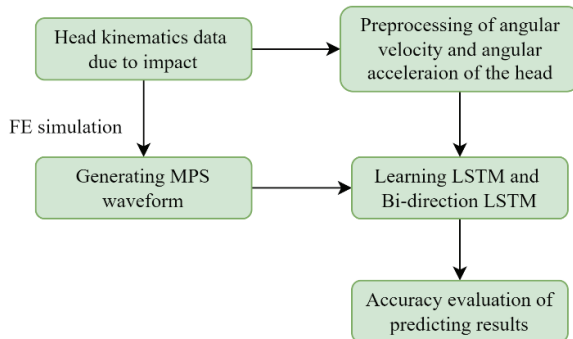 Head kinematics data
due to impact
Preprocessing of angular
velocity and angular
acceleraion of the head
FE simulation
Generating MPS
waveform
Learning LSTM and
Bi-direction LSTM
Accuracy evaluation of
predicting results